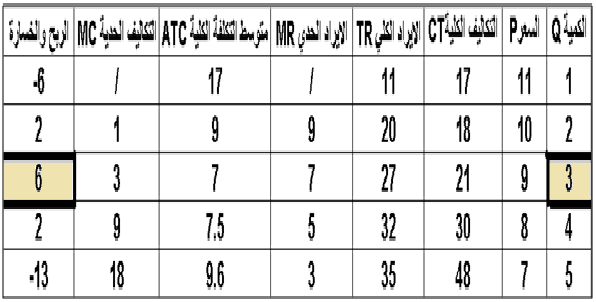 الكمية Q السعر P التكاليف الكلية CT الايراد الكلي TR الايراد الحدي MR متوسط التكلفة الكلية ATC التكاليف الحدية MC الربح والخسارة
1 11 17 11 / 17 / -6
2 10 18 20 9 9 1 2
3 9 21 27 7 7 3 6
4 8 30 32 5 7.5 9 2
5 7 48 35 3 9.6 18 -13